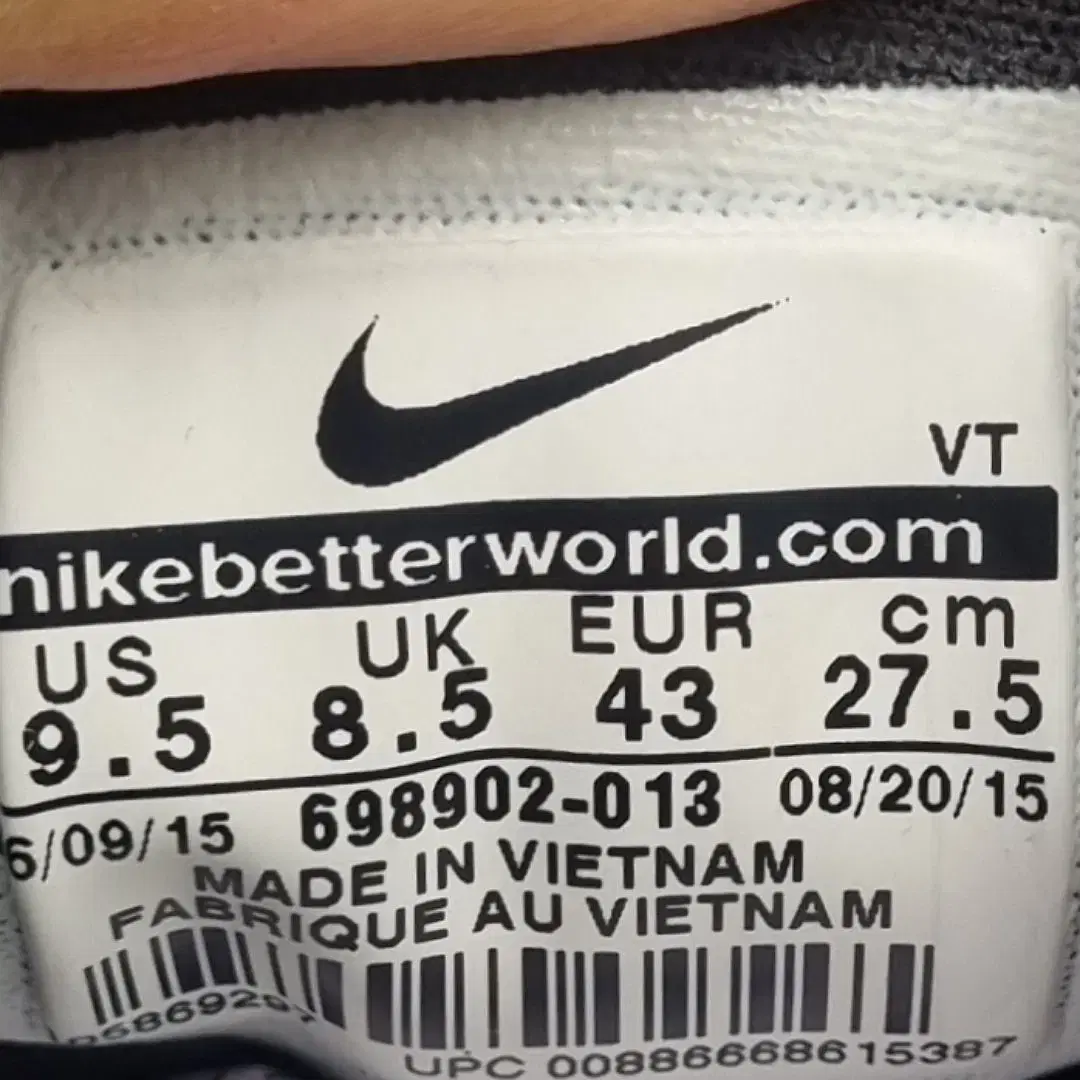 VT
nikebetterworld.com
US UK EUR cm
9.5 8.5 43 27.5
6/09/15 698902-013 08/20/15
MADE IN VIETNAM
FABRIQUE AU VIETNAM
UPC 00886668615387